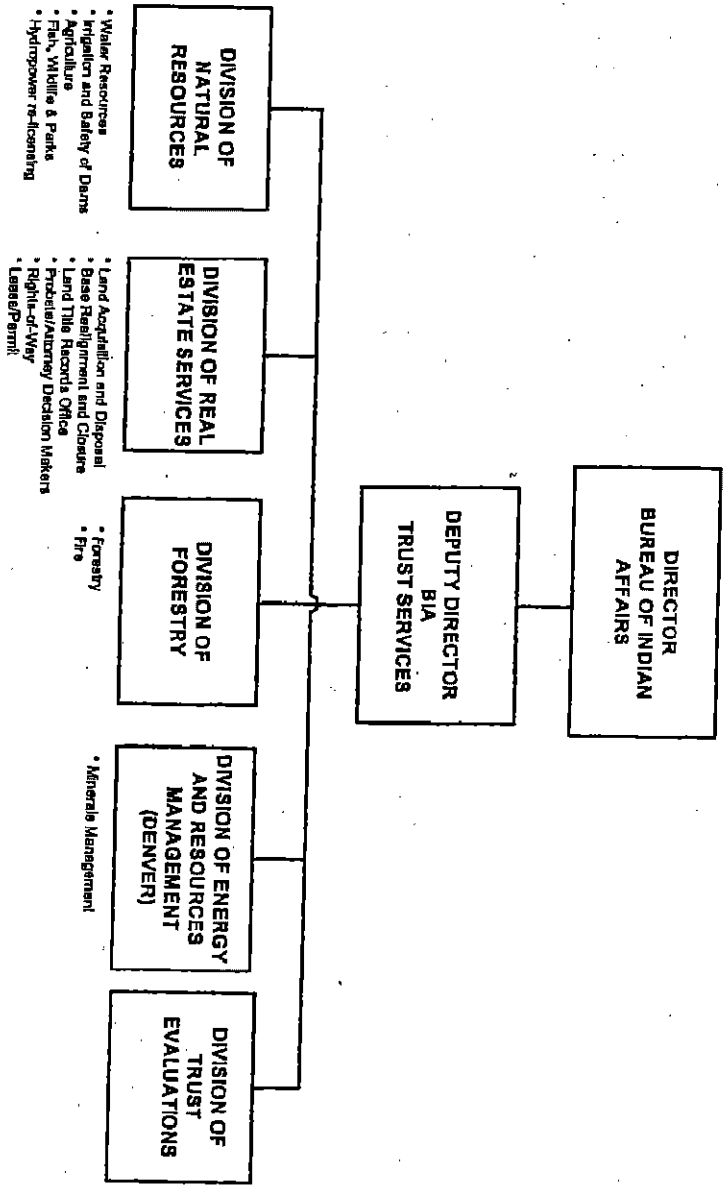 DIRECTOR
BUREAU OF INDIAN
AFFAIRS
DEPUTY DIRECTOR
BIA
TRUST SERVICES
DIVISION OF
NATURAL
RESOURCES
• Water Resources
• Irrigation and Safety of Dams
• Agriculture
• Fish, Wildlife & Parks
• Hydropower re-licensing
DIVISION OF REAL
ESTATE SERVICES
• Land Acquisition and Disposal
• Base Realignment and Closure
• Land Title Records Office
• Probate/Attorney Decision Makers
• Rights-of-Way
• Lease/Permit
DIVISION OF
FORESTRY
• Forestry
• Fire
DIVISION OF ENERGY
AND RESOURCES
MANAGEMENT
(DENVER)
• Minerals Management
DIVISION OF
TRUST
EVALUATIONS